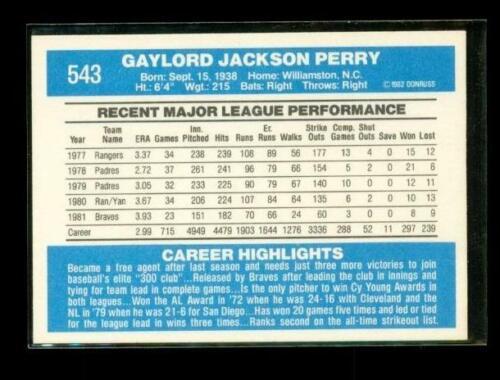 543
GAYLORD JACKSON PERRY
Born: Sept. 15, 1938 Home: Williamston, N.C.
Ht.: 6'4" Wgt.: 215 Bats: Right Throws: Right
© 1982 DONRUSS
RECENT MAJOR LEAGUE PERFORMANCE
Year Team Name ERA Games Inn. Pitched Hits Runs Er. Runs Walks Strike Outs Comp. Games Shut Outs Save Won Lost
1977 Rangers 3.37 34 238 239 108 89 56 177 13 4 0 15 12
1978 Padres 2.72 37 261 241 96 79 66 154 5 2 0 21 6
1979 Padres 3.05 32 233 225 86 79 67 140 10 0 0 12 11
1980 Ran/Yan 3.67 34 206 224 107 84 64 135 6 2 0 10 13
1981 Braves 3.93 23 151 182 70 66 24 60 3 0 0 8 9
Career 2.99 715 4949 4479 1903 1644 1276 3336 288 52 11 297 239
CAREER HIGHLIGHTS
Became a free agent after last season and needs just three more victories to join
baseball's elite "300 club"...Released by Braves after leading the club in innings and
tying for team lead in complete games...Is the only pitcher to win Cy Young Awards in
both leagues...Won the AL Award in '72 when he was 24-16 with Cleveland and the
NL in '79 when he was 21-6 for San Diego...Has won 20 games five times and led or tied
for the league lead in wins three times...Ranks second on the all-time strikeout list.